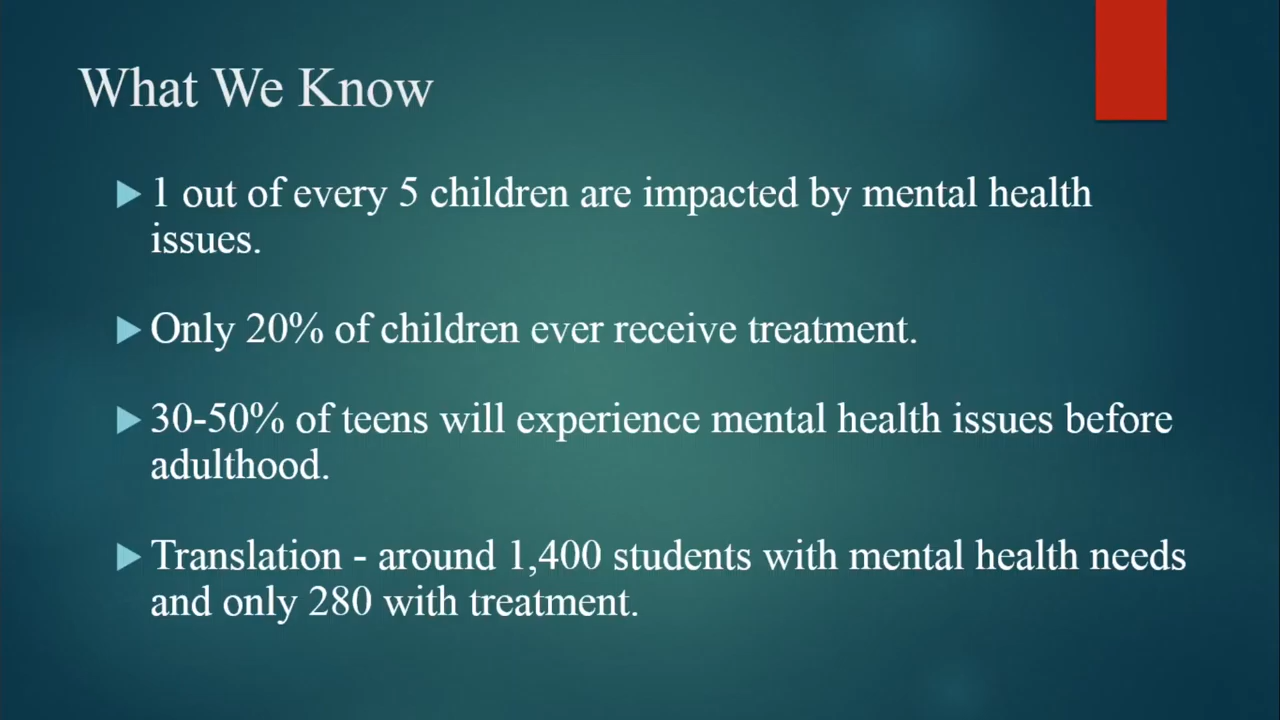 What We Know
1 out of every 5 children are impacted by mental health
issues.
Only 20% of children ever receive treatment.
30-50% of teens will experience mental health issues before
adulthood.
Translation - around 1,400 students with mental health needs
and only 280 with treatment.